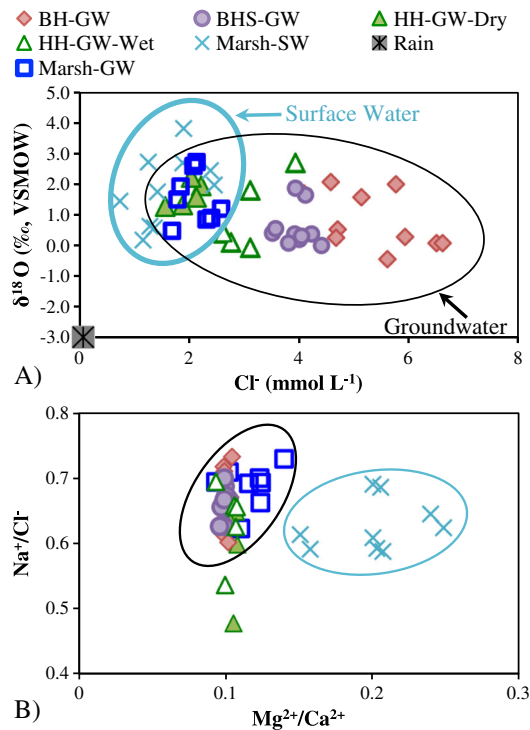 BH-GW BHS-GW HH-GW-Dry
HH-GW-Wet Marsh-SW Rain
Marsh-GW
5.0
4.0
3.0
2.0
1.0
0.0
-1.0
-2.0
-3.0
δ¹⁸O (‰, VSMOW)
Surface Water
Groundwater
0 2 4 6 8
A)
Cl⁻ (mmol L⁻¹)
0.8
0.7
0.6
0.5
0.4
Na⁺/Cl⁻
0 0.1 0.2 0.3
B)
Mg²⁺/Ca²⁺